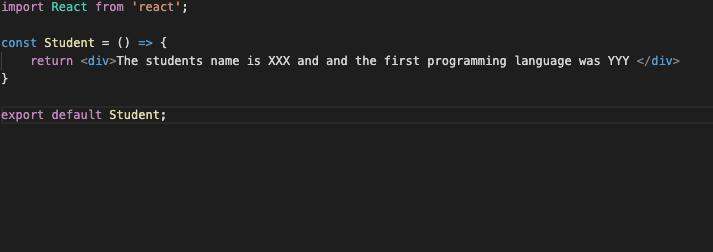 import React from 'react';
const Student = () => {
return <div>The students name is XXX and and the first programming language was YYY </div>
}
export default Student;